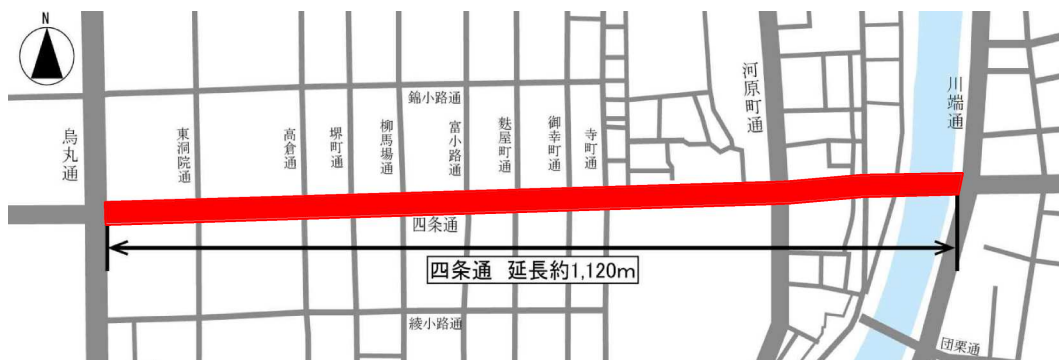 N
錦小路通
烏丸通
東洞院通
高倉通
堺町通
柳馬場通
富小路通
麩屋町通
御幸町通
寺町通
河原町通
川端通
四条通
四条通 延長約1,120m
綾小路通
団栗通